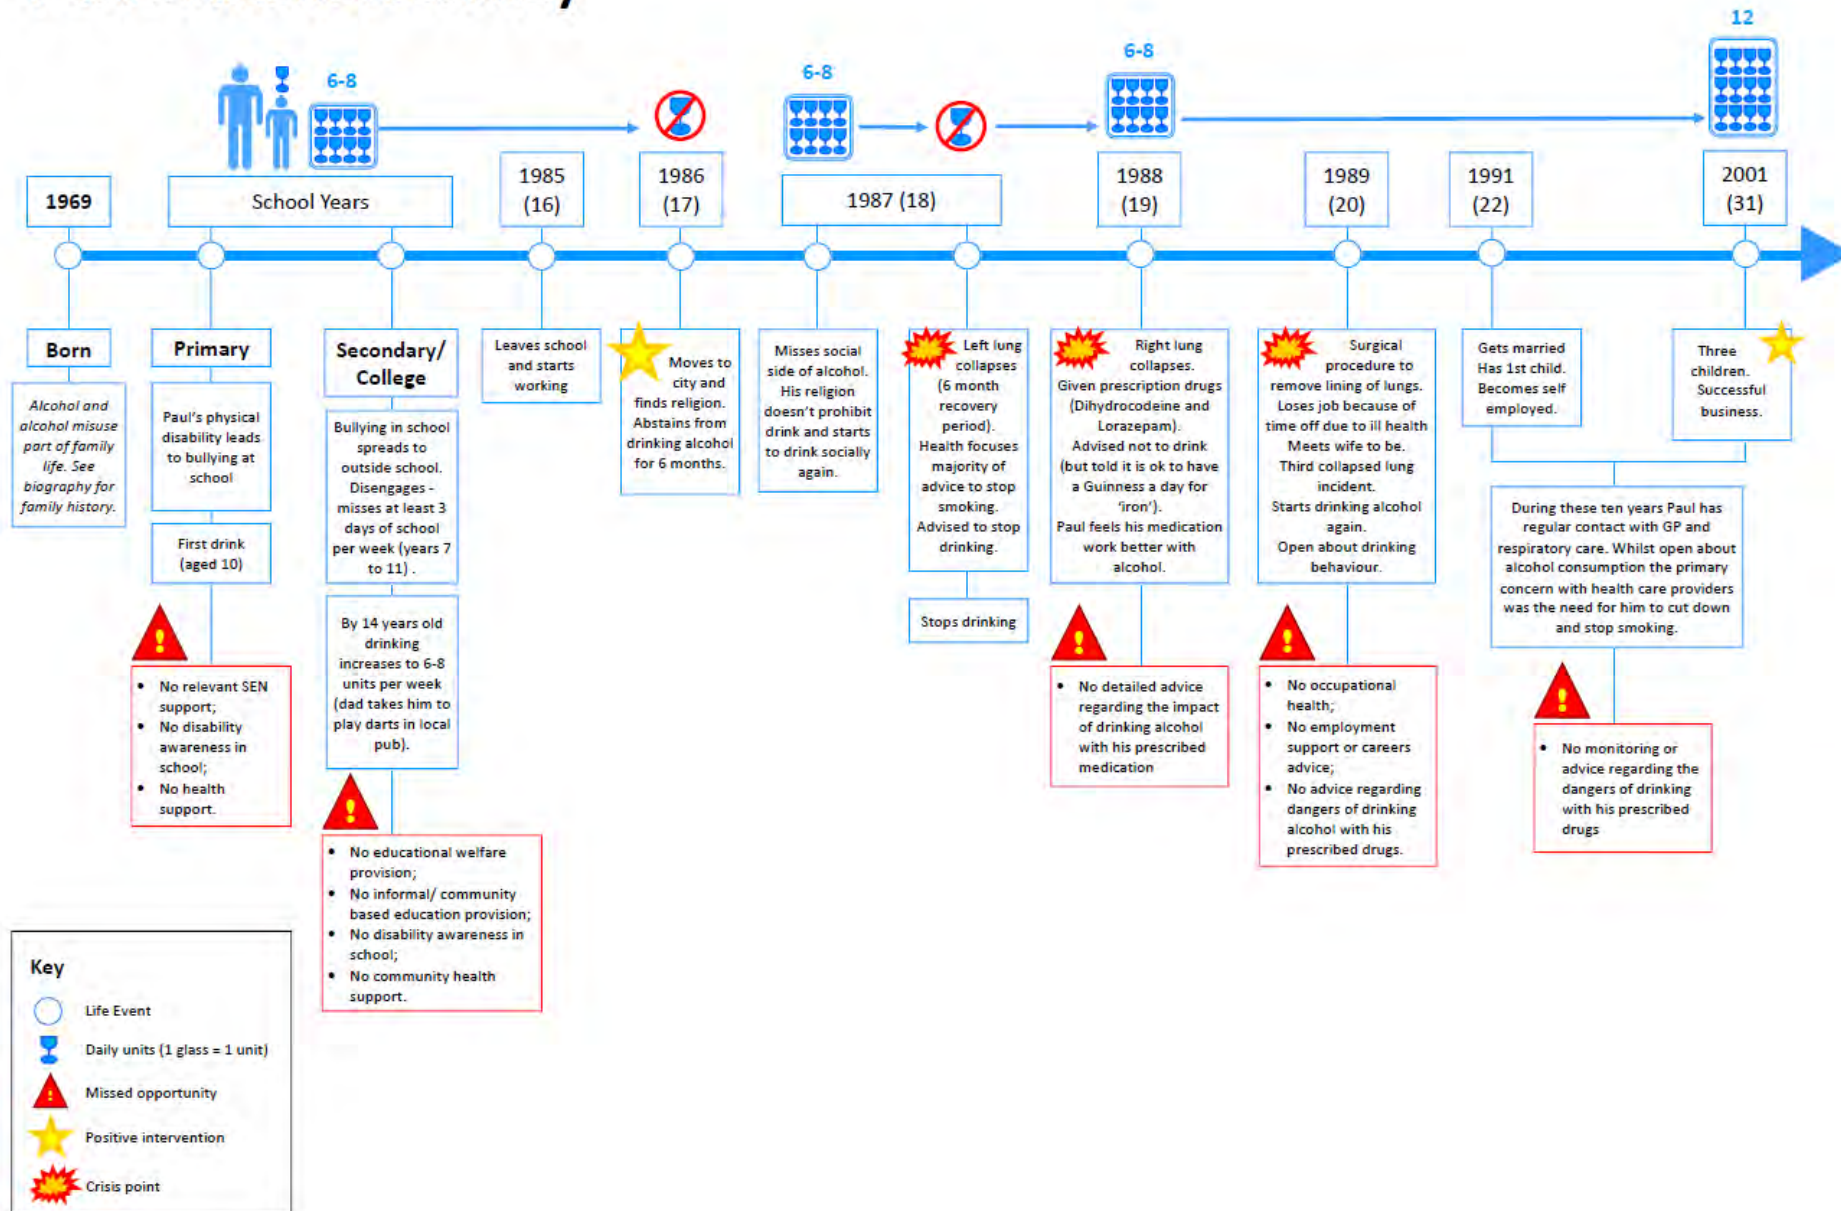 6-8
6-8
6-8
12
1969
School Years
1985
(16)
1986
(17)
1987 (18)
1988
(19)
1989
(20)
1991
(22)
2001
(31)
Born
Alcohol and
alcohol misuse
part of family
life. See
biography for
family history.
Primary
Paul's physical
disability leads
to bullying at
school
First drink
(aged 10)
• No relevant SEN
support;
• No disability
awareness in
school;
• No health
support.
Secondary/
College
Bullying in school
spreads to
outside school.
Disengages -
misses at least 3
days of school
per week (years 7
to 11) .
By 14 years old
drinking
increases to 6-8
units per week
(dad takes him to
play darts in local
pub).
• No educational welfare
provision;
• No informal/ community
based education provision;
• No disability awareness in
school;
• No community health
support.
Leaves school
and starts
working
Moves to
city and
finds religion.
Abstains from
drinking alcohol
for 6 months.
Misses social
side of alcohol.
His religion
doesn't prohibit
drink and starts
to drink socially
again.
Left lung
collapses
(6 month
recovery
period).
Health focuses
majority of
advice to stop
smoking.
Advised to stop
drinking.
Stops drinking
Right lung
collapses.
Given prescription drugs
(Dihydrocodeine and
Lorazepam).
Advised not to drink
(but told it is ok to have
a Guinness a day for
'iron').
Paul feels his medication
work better with
alcohol.
• No detailed advice
regarding the impact
of drinking alcohol
with his prescribed
medication
Surgical
procedure to
remove lining of lungs.
Loses job because of
time off due to ill health
Meets wife to be.
Third collapsed lung
incident.
Starts drinking alcohol
again.
Open about drinking
behaviour.
• No occupational
health;
• No employment
support or careers
advice;
• No advice regarding
dangers of drinking
alcohol with his
prescribed drugs.
Gets married
Has 1st child.
Becomes self
employed.
Three
children.
Successful
business.
During these ten years Paul has
regular contact with GP and
respiratory care. Whilst open about
alcohol consumption the primary
concern with health care providers
was the need for him to cut down
and stop smoking.
• No monitoring or
advice regarding the
dangers of drinking
with his prescribed
drugs
Key
Life Event
Daily units (1 glass = 1 unit)
Missed opportunity
Positive intervention
Crisis point